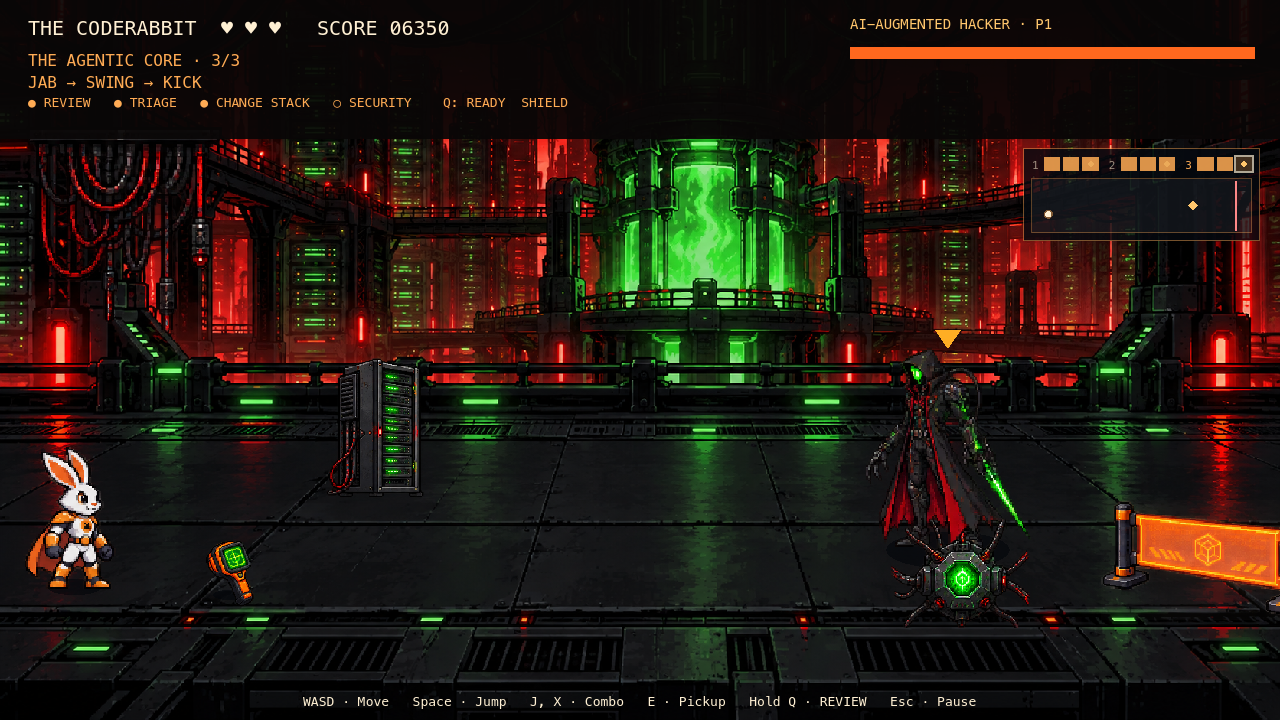 THE CODERABBIT ♥ ♥ ♥ SCORE 06350
AI-AUGMENTED HACKER · P1
THE AGENTIC CORE · 3/3
JAB → SWING → KICK
● REVIEW ● TRIAGE ● CHANGE STACK ○ SECURITY Q: READY SHIELD
1 2 3
WASD · Move Space · Jump J, X · Combo E · Pickup Hold Q · REVIEW Esc · Pause